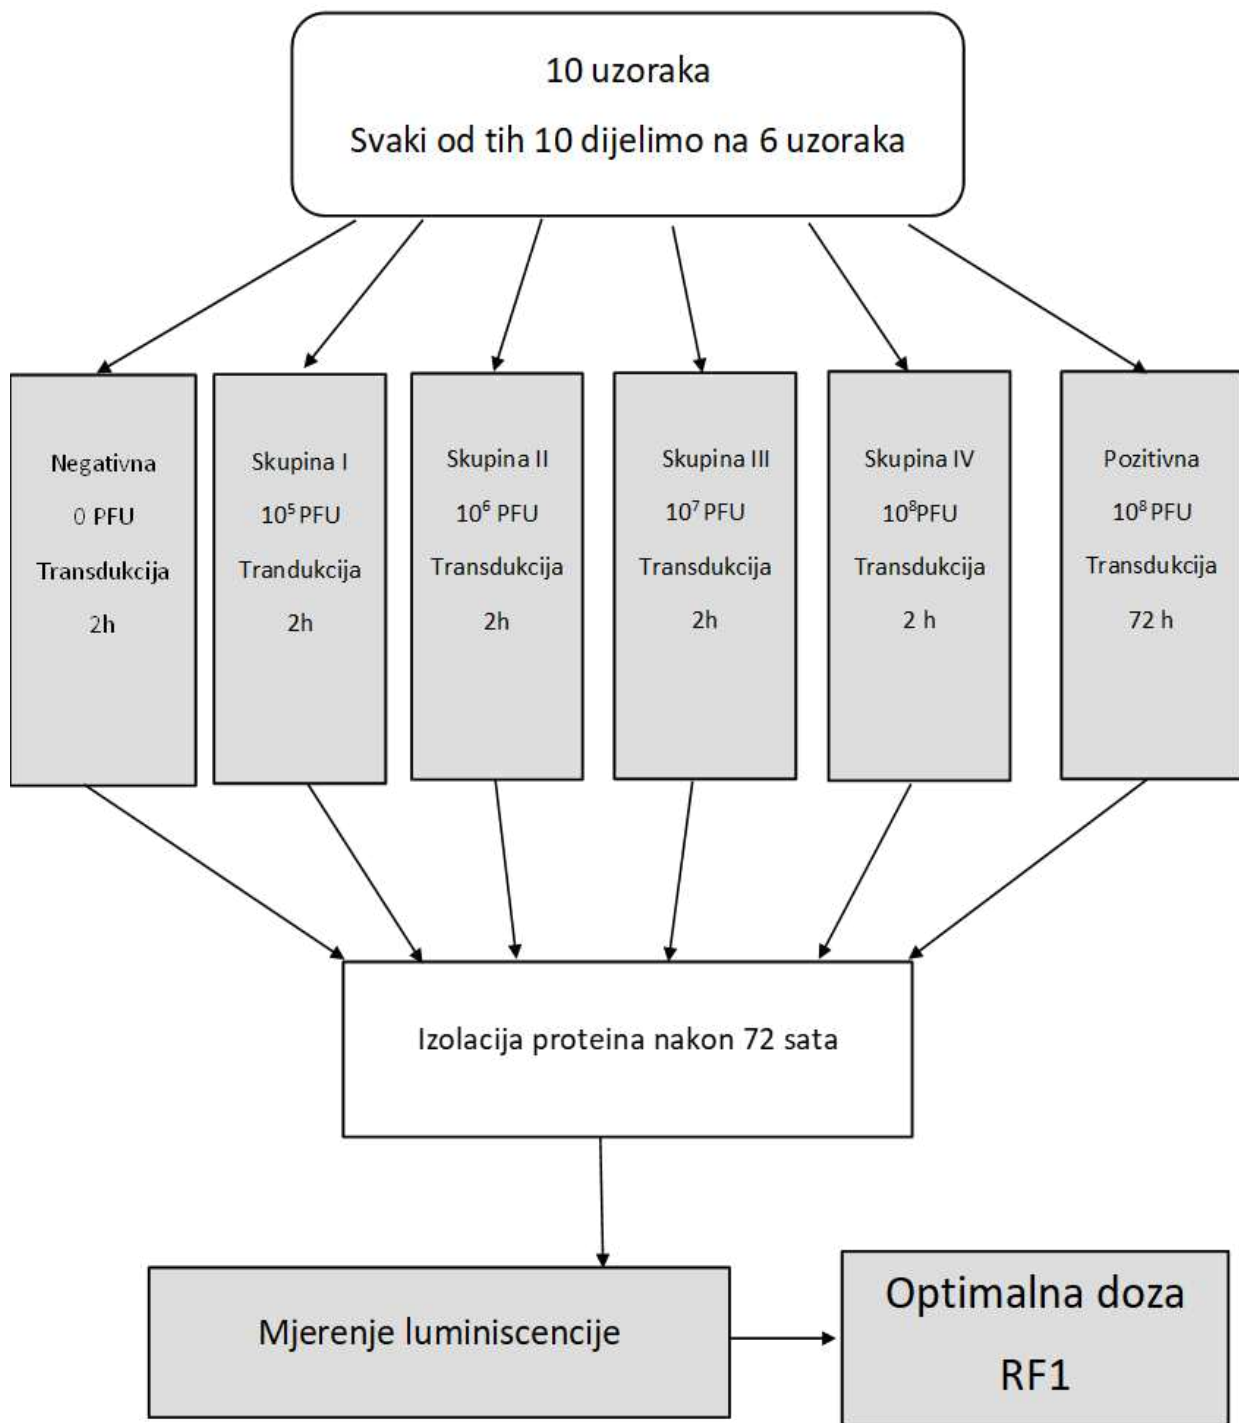 10 uzoraka
Svaki od tih 10 dijelimo na 6 uzoraka
Negativna
0 PFU
Transdukcija
2h
Skupina I
10⁵ PFU
Trandukcija
2h
Skupina II
10⁶ PFU
Transdukcija
2h
Skupina III
10⁷ PFU
Transdukcija
2h
Skupina IV
10⁸PFU
Transdukcija
2 h
Pozitivna
10⁸ PFU
Transdukcija
72 h
Izolacija proteina nakon 72 sata
Mjerenje luminiscencije
Optimalna doza
RF1